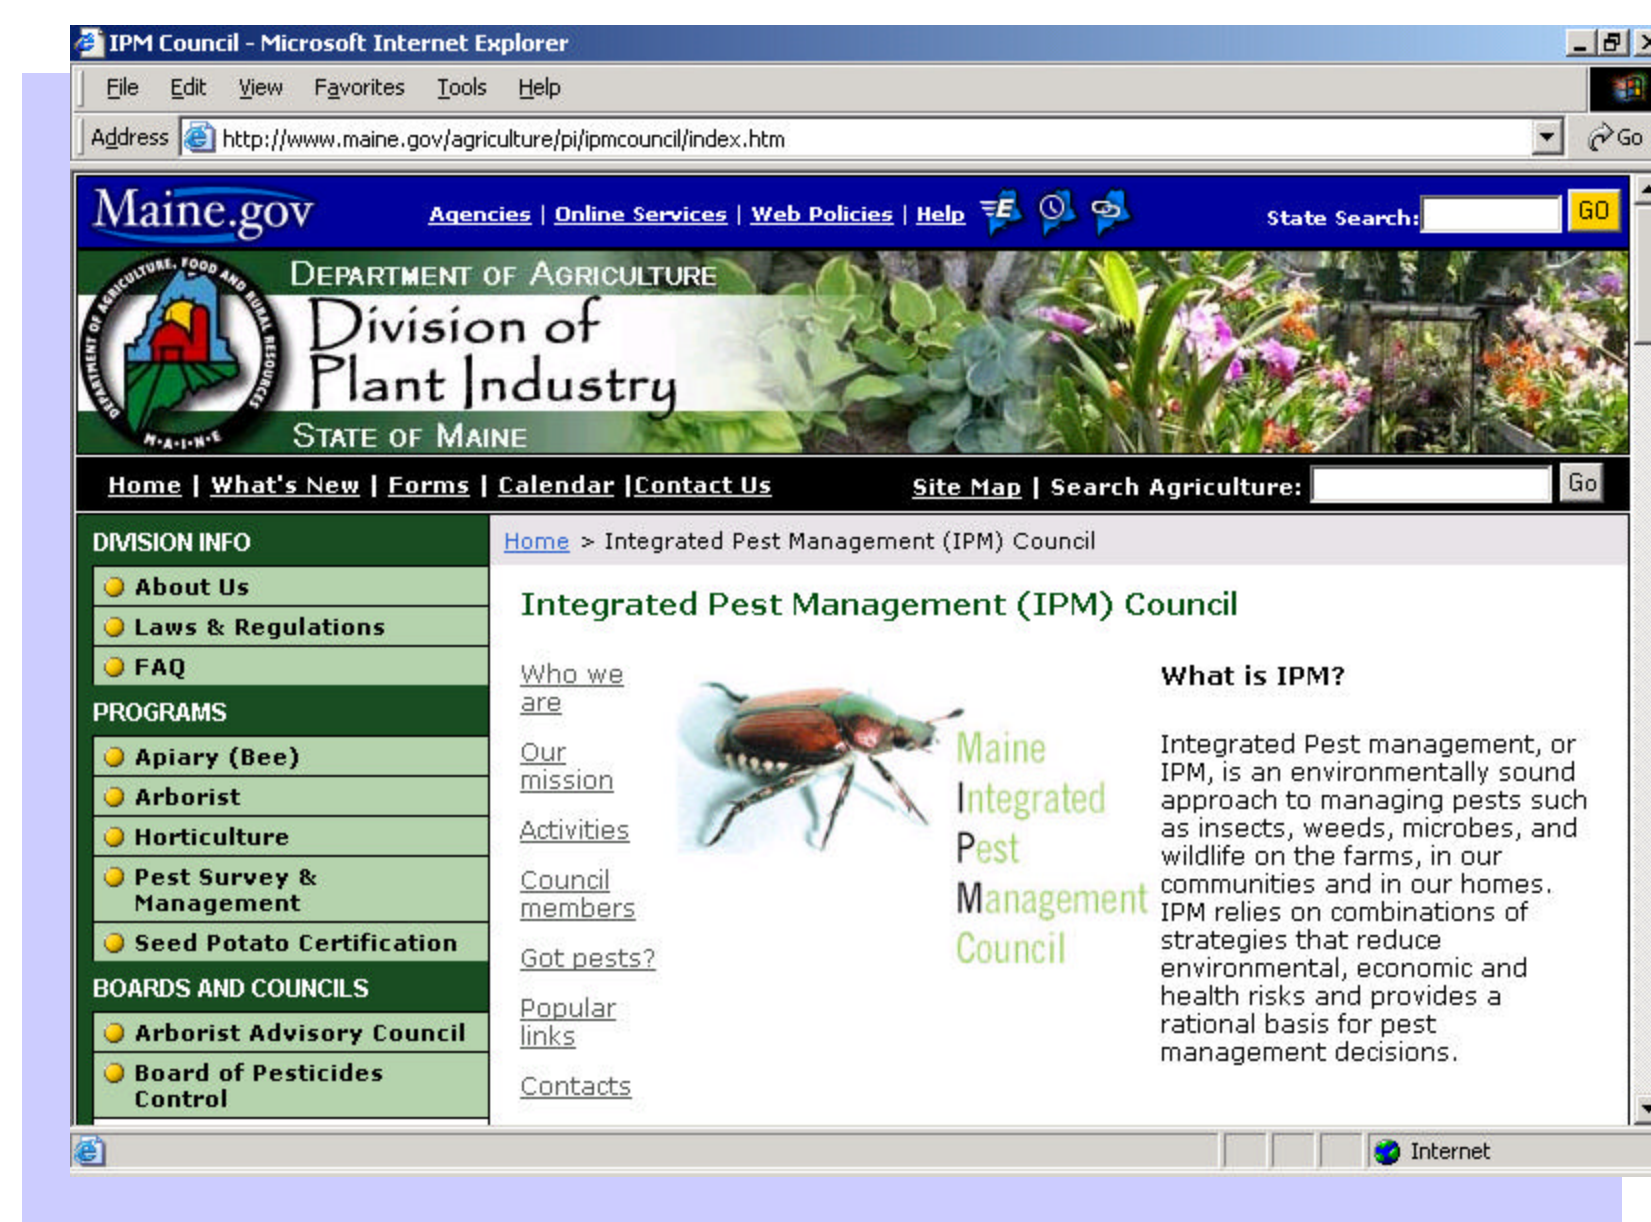 IPM Council - Microsoft Internet Explorer
File Edit View Favorites Tools Help
Address http://www.maine.gov/agriculture/pi/ipmcouncil/index.htm Go
Maine.gov Agencies | Online Services | Web Policies | Help State Search: GO
DEPARTMENT OF AGRICULTURE, FOOD AND RURAL RESOURCES
M•A•I•N•E
DEPARTMENT OF AGRICULTURE
Division of
Plant Industry
STATE OF MAINE
Home | What's New | Forms | Calendar |Contact Us Site Map | Search Agriculture: Go
DIVISION INFO
About Us
Laws & Regulations
FAQ
PROGRAMS
Apiary (Bee)
Arborist
Horticulture
Pest Survey &
Management
Seed Potato Certification
BOARDS AND COUNCILS
Arborist Advisory Council
Board of Pesticides
Control
Home > Integrated Pest Management (IPM) Council
Integrated Pest Management (IPM) Council
Who we
are
Our
mission
Activities
Council
members
Got pests?
Popular
links
Contacts
Maine
Integrated
Pest
Management
Council
What is IPM?
Integrated Pest management, or
IPM, is an environmentally sound
approach to managing pests such
as insects, weeds, microbes, and
wildlife on the farms, in our
communities and in our homes.
IPM relies on combinations of
strategies that reduce
environmental, economic and
health risks and provides a
rational basis for pest
management decisions.
Internet